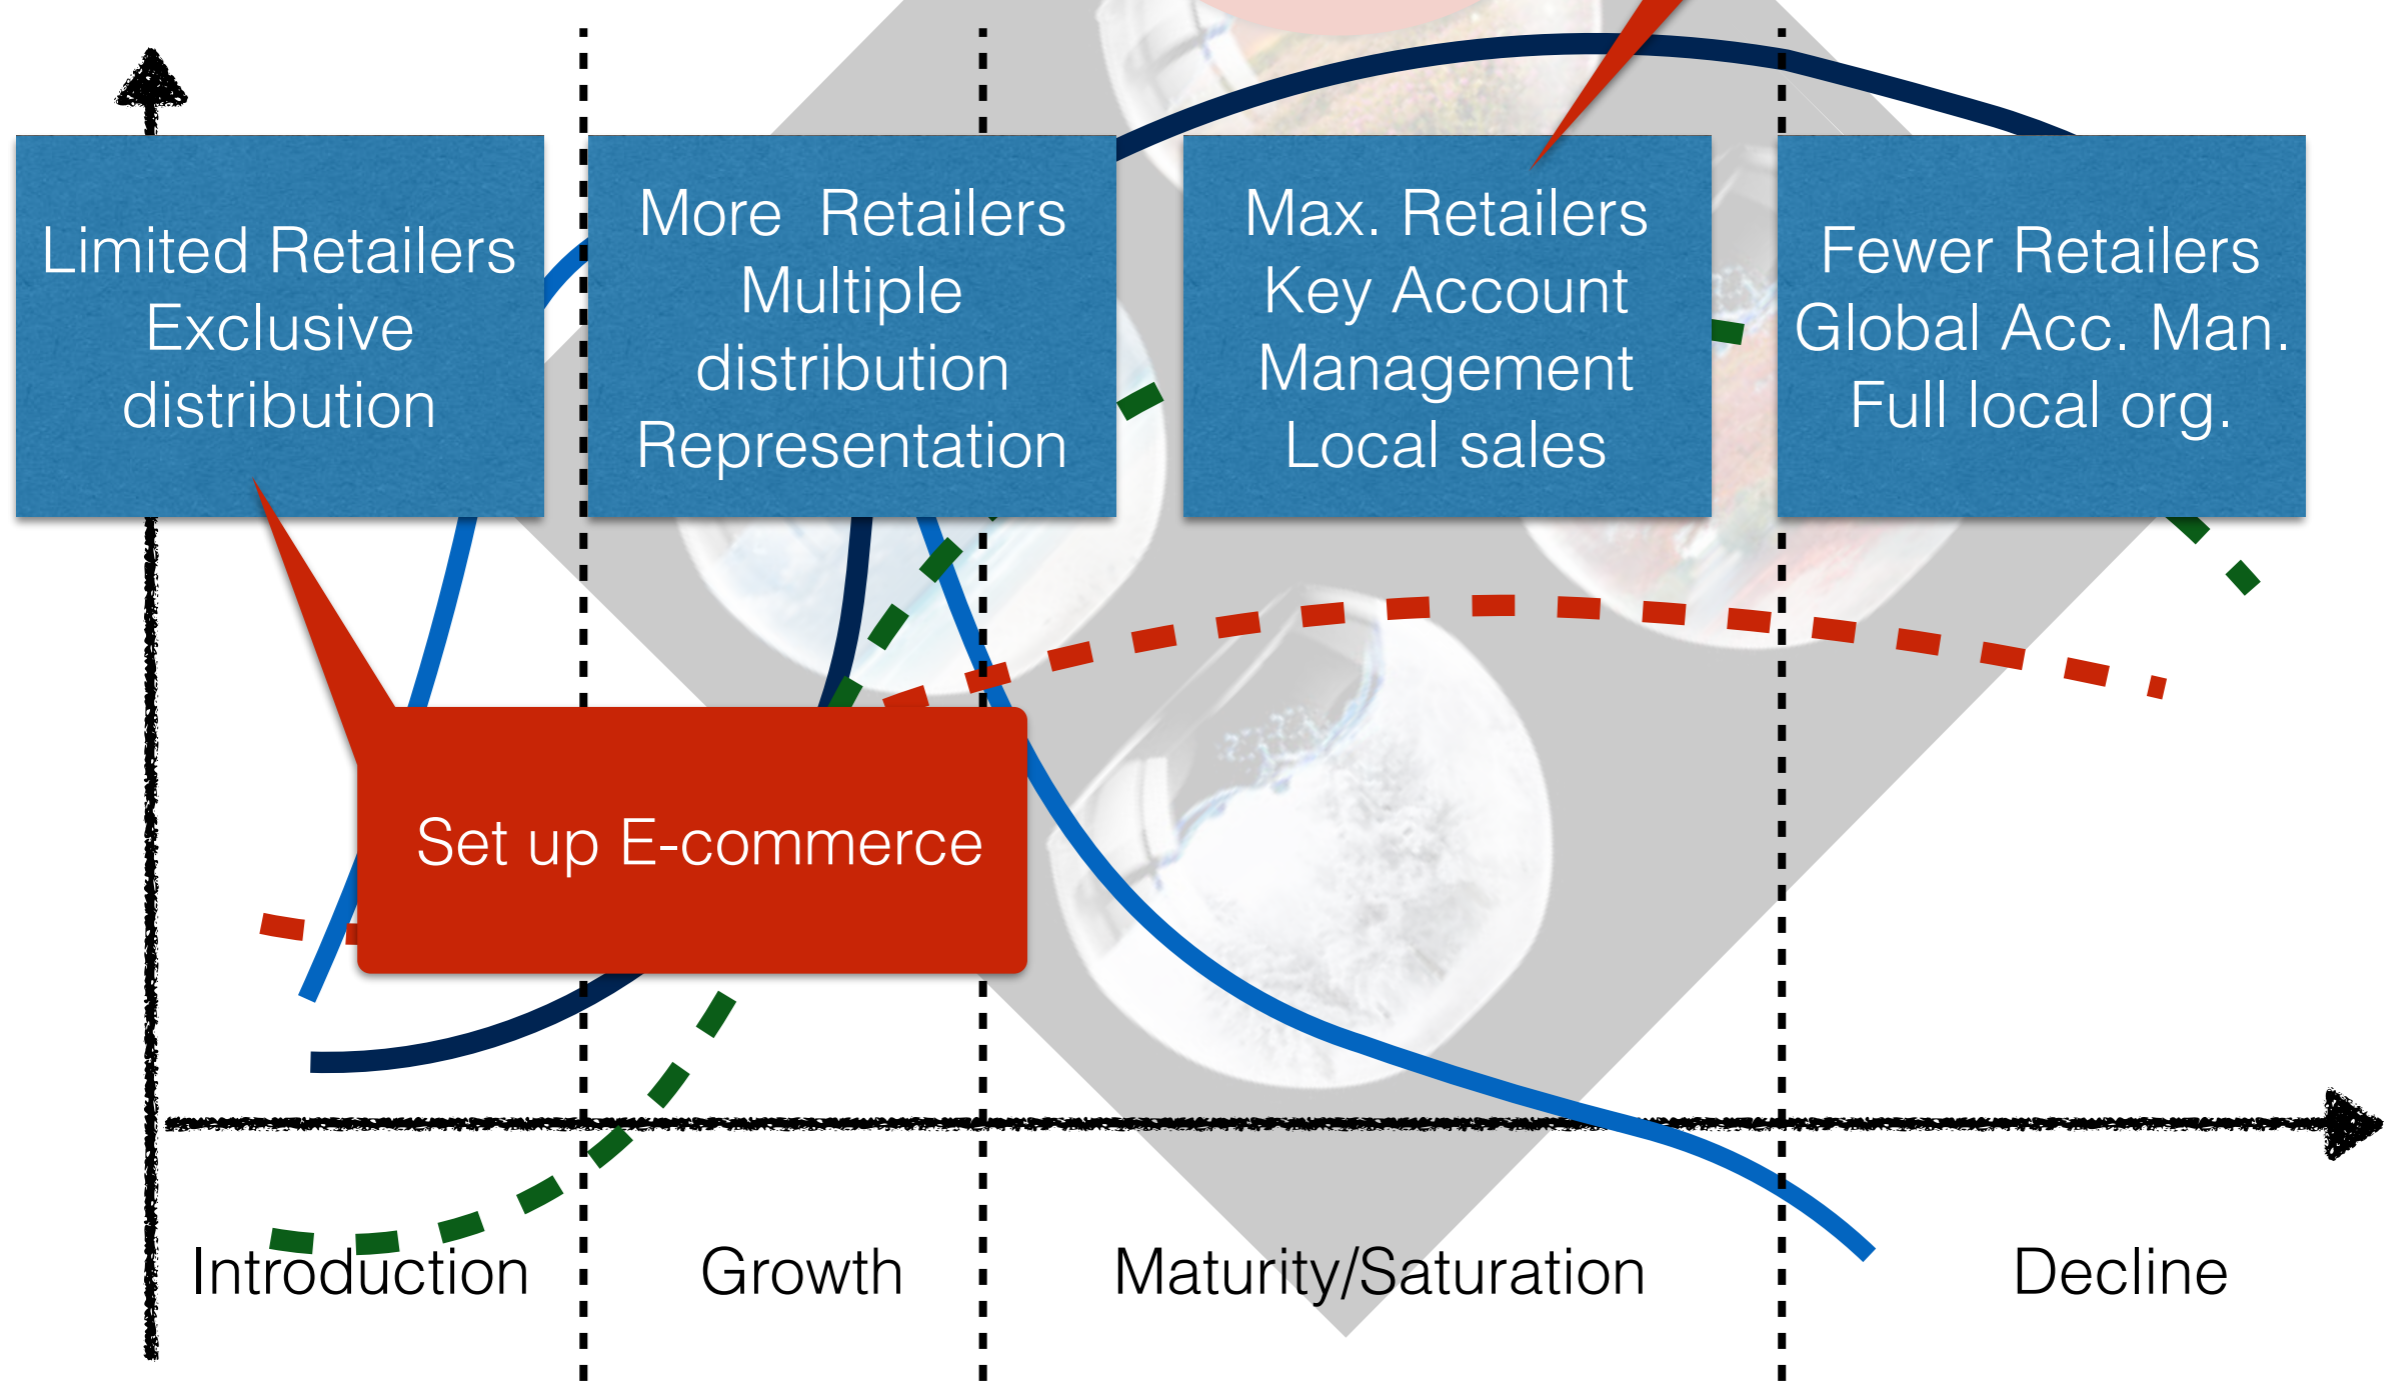 Limited Retailers
Exclusive
distribution
More  Retailers
Multiple
distribution
Representation
Max. Retailers
Key Account
Management
Local sales
Fewer Retailers
Global Acc. Man.
Full local org.
Set up E-commerce
Introduction
Growth
Maturity/Saturation
Decline